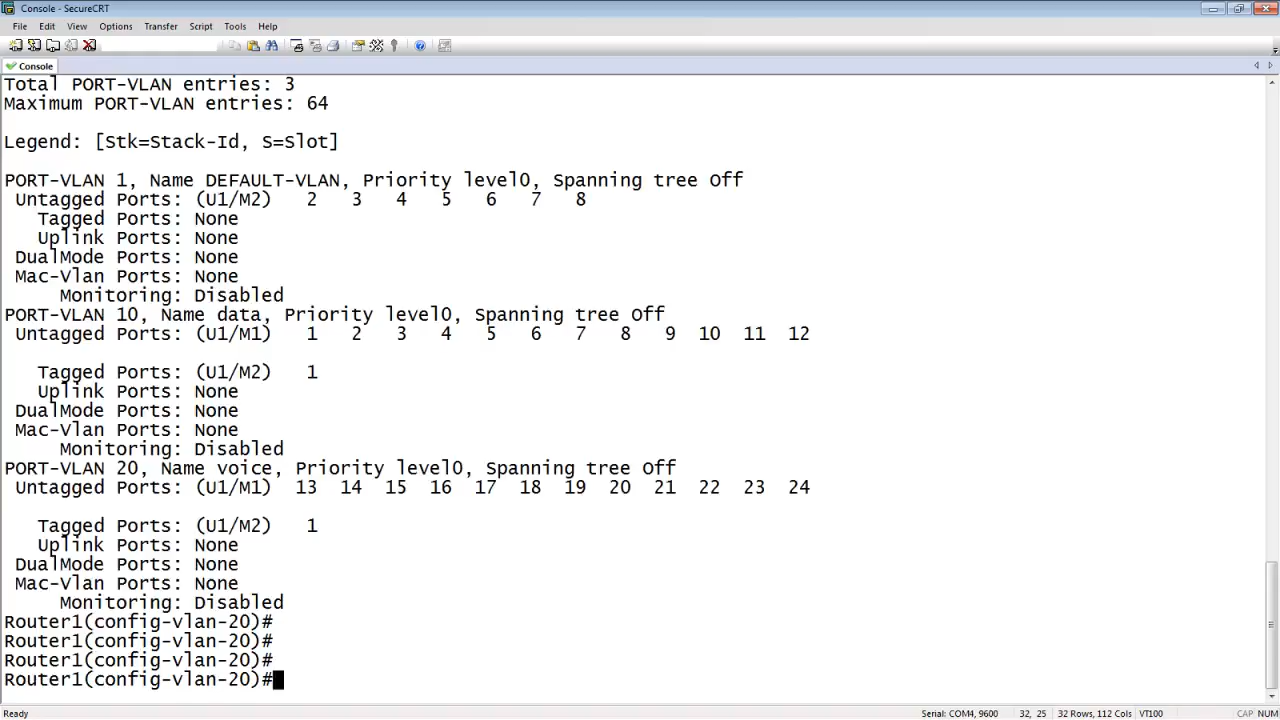 Console - SecureCRT
File Edit View Options Transfer Script Tools Help
Console
Total PORT-VLAN entries: 3
Maximum PORT-VLAN entries: 64
Legend: [Stk=Stack-Id, S=Slot]
PORT-VLAN 1, Name DEFAULT-VLAN, Priority level0, Spanning tree Off
Untagged Ports: (U1/M2) 2 3 4 5 6 7 8
Tagged Ports: None
Uplink Ports: None
DualMode Ports: None
Mac-Vlan Ports: None
Monitoring: Disabled
PORT-VLAN 10, Name data, Priority level0, Spanning tree Off
Untagged Ports: (U1/M1) 1 2 3 4 5 6 7 8 9 10 11 12
Tagged Ports: (U1/M2) 1
Uplink Ports: None
DualMode Ports: None
Mac-Vlan Ports: None
Monitoring: Disabled
PORT-VLAN 20, Name voice, Priority level0, Spanning tree Off
Untagged Ports: (U1/M1) 13 14 15 16 17 18 19 20 21 22 23 24
Tagged Ports: (U1/M2) 1
Uplink Ports: None
DualMode Ports: None
Mac-Vlan Ports: None
Monitoring: Disabled
Router1(config-vlan-20)#
Router1(config-vlan-20)#
Router1(config-vlan-20)#
Router1(config-vlan-20)#
Ready Serial: COM4, 9600 32, 25 32 Rows, 112 Cols VT100 CAP NUM